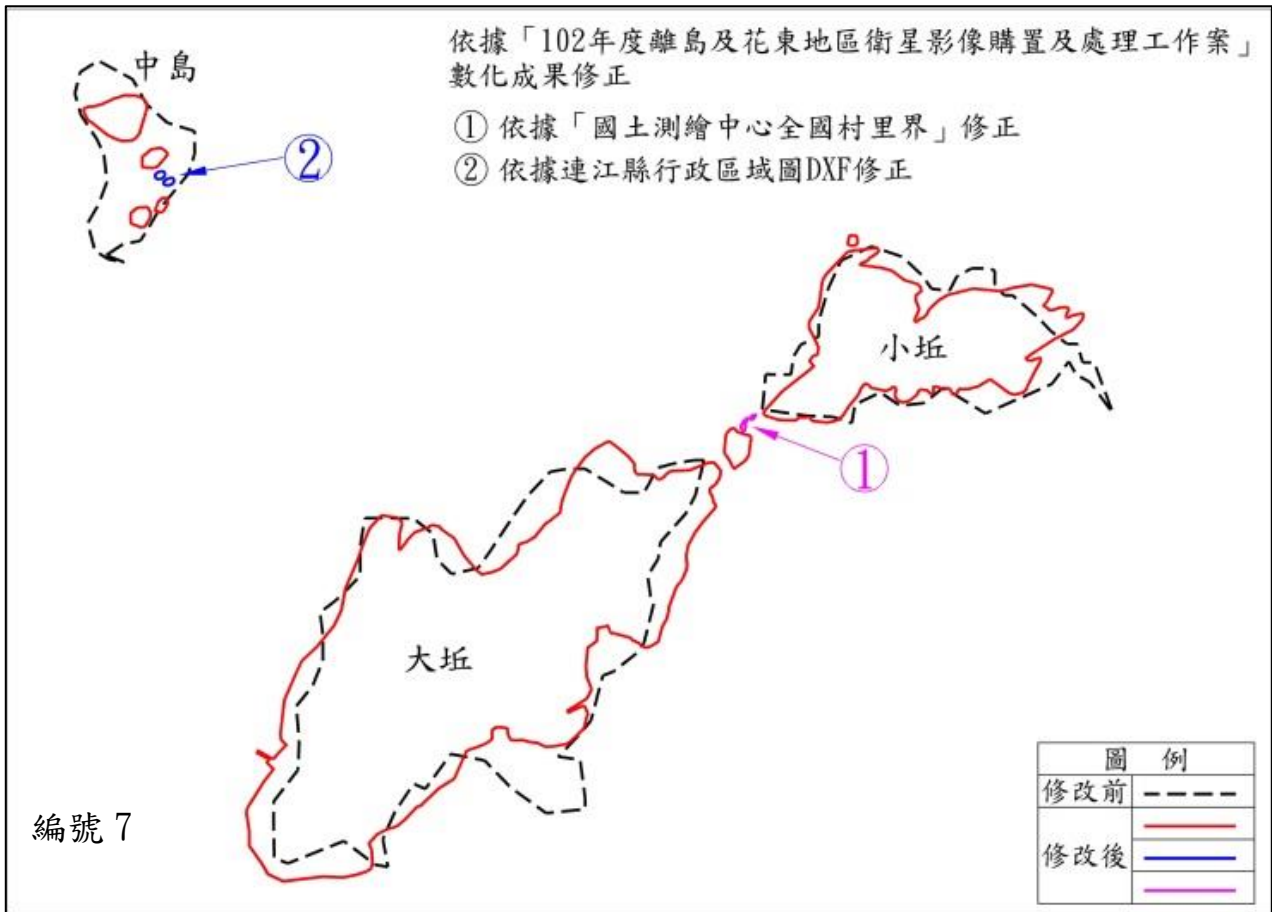 依據「102年度離島及花東地區衛星影像購置及處理工作案」
數化成果修正
① 依據「國土測繪中心全國村里界」修正
② 依據連江縣行政區域圖DXF修正
中島
②
小坵
①
大坵
編號 7
圖 例
修改前
修改後